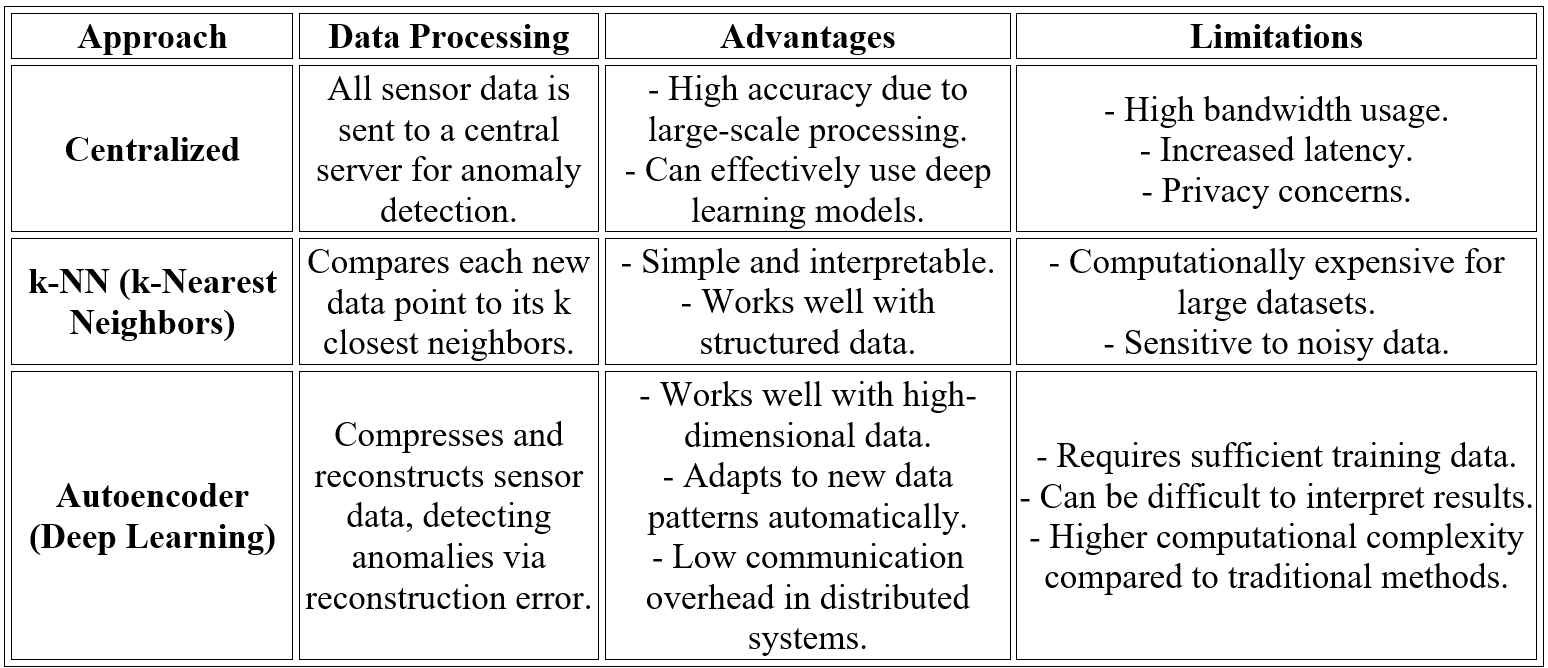 Approach
Data Processing
Advantages
Limitations
Centralized
All sensor data is
sent to a central
server for anomaly
detection.
- High accuracy due to
large-scale processing.
- Can effectively use deep
learning models.
- High bandwidth usage.
- Increased latency.
- Privacy concerns.
k-NN (k-Nearest
Neighbors)
Compares each new
data point to its k
closest neighbors.
- Simple and interpretable.
- Works well with
structured data.
- Computationally expensive for
large datasets.
- Sensitive to noisy data.
Autoencoder
(Deep Learning)
Compresses and
reconstructs sensor
data, detecting
anomalies via
reconstruction error.
- Works well with high-
dimensional data.
- Adapts to new data
patterns automatically.
- Low communication
overhead in distributed
systems.
- Requires sufficient training data.
- Can be difficult to interpret results.
- Higher computational complexity
compared to traditional methods.